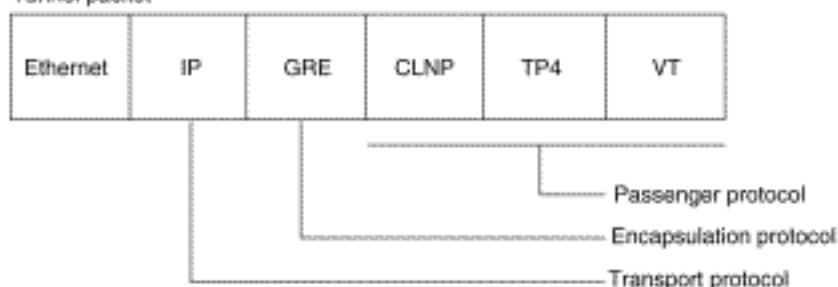 Tunnel packet
Ethernet IP GRE CLNP TP4 VT
Passenger protocol
Encapsulation protocol
Transport protocol